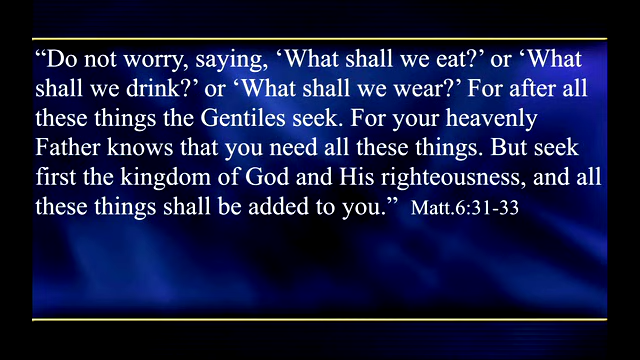 “Do not worry, saying, ‘What shall we eat?’ or ‘What
shall we drink?’ or ‘What shall we wear?’ For after all
these things the Gentiles seek. For your heavenly
Father knows that you need all these things. But seek
first the kingdom of God and His righteousness, and all
these things shall be added to you.” Matt.6:31-33